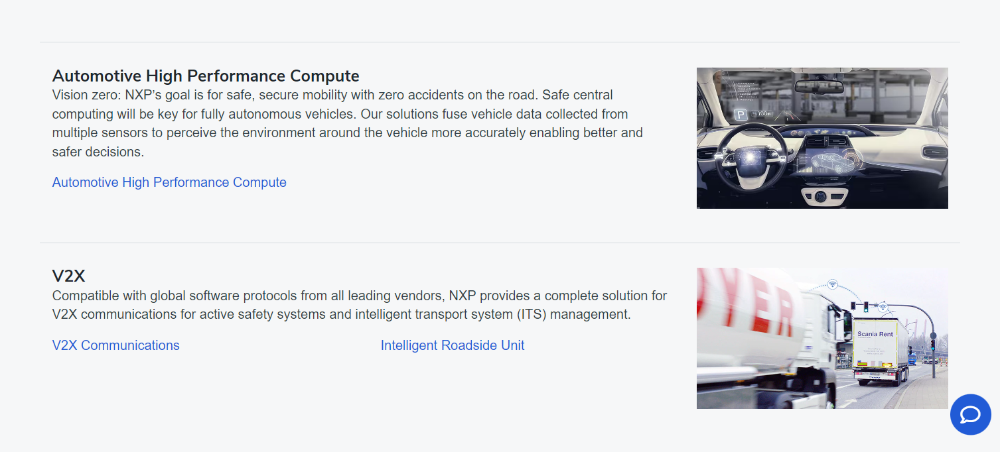 Automotive High Performance Compute
Vision zero: NXP’s goal is for safe, secure mobility with zero accidents on the road. Safe central
computing will be key for fully autonomous vehicles. Our solutions fuse vehicle data collected from
multiple sensors to perceive the environment around the vehicle more accurately enabling better and
safer decisions.
Automotive High Performance Compute
P
100m
V2X
Compatible with global software protocols from all leading vendors, NXP provides a complete solution for
V2X communications for active safety systems and intelligent transport system (ITS) management.
V2X Communications
Intelligent Roadside Unit
OYER
Scania Rent